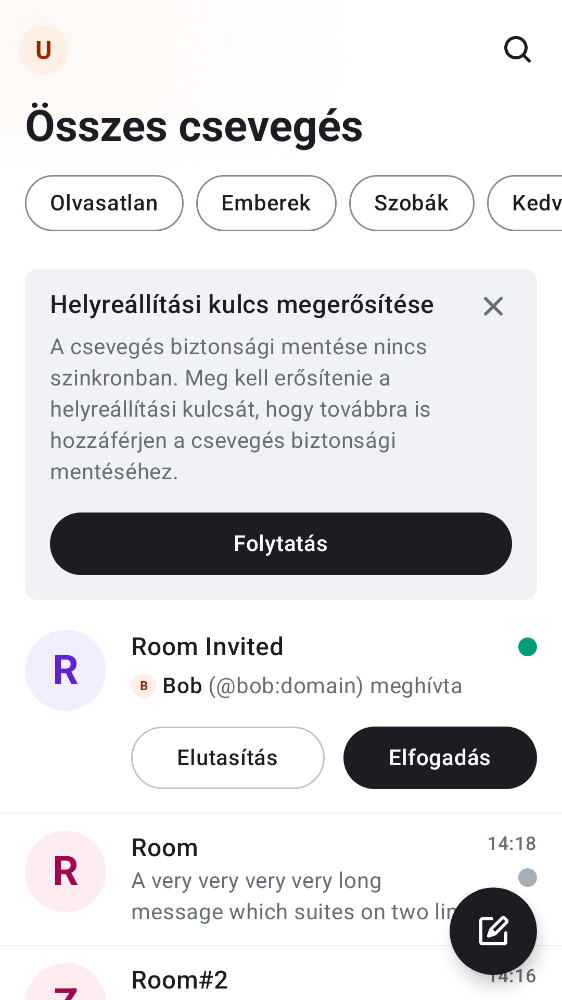 U
Összes csevegés
Olvasatlan Emberek Szobák Kedv
Helyreállítási kulcs megerősítése
A csevegés biztonsági mentése nincs
szinkronban. Meg kell erősítenie a
helyreállítási kulcsát, hogy továbbra is
hozzáférjen a csevegés biztonsági
mentéséhez.
Folytatás
R
Room Invited
B Bob (@bob:domain) meghívta
Elutasítás Elfogadás
R
Room 14:18
A very very very very long
message which suites on two lin
Z
Room#2 14:16